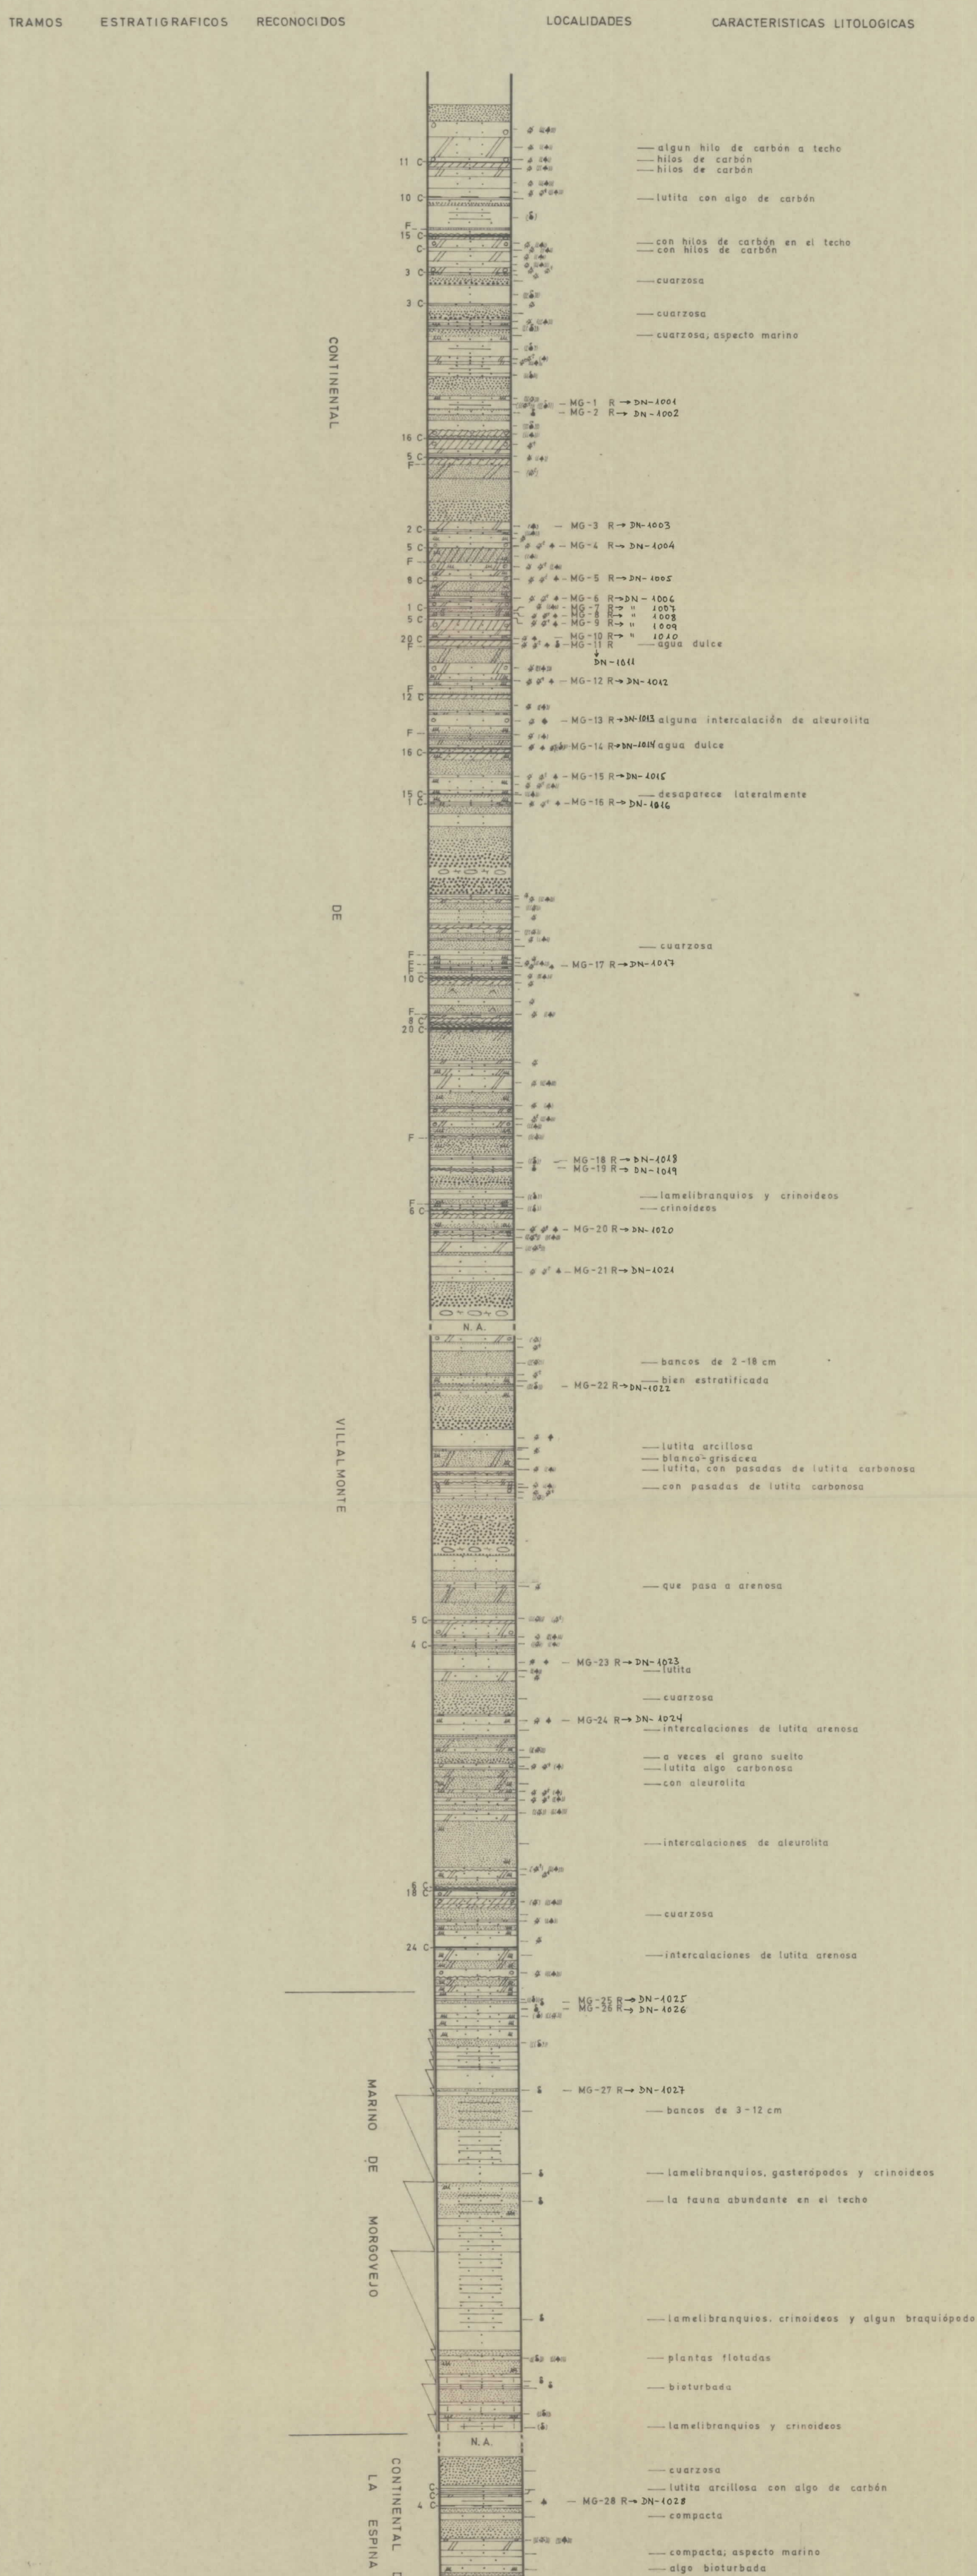 TRAMOS ESTRATIGRAFICOS RECONOCIDOS LOCALIDADES CARACTERISTICAS LITOLOGICAS
algun hilo de carbón a techo
hilos de carbón
11 C
hilos de carbón
10 C lutita con algo de carbón
F
15 C
con hilos de carbón en el techo
C con hilos de carbón
3 C
cuarzosa
3 C
cuarzosa
cuarzosa, aspecto marino
CONTINENTAL
MG-1 R → DN-1001
MG-2 R → DN-1002
16 C
5 C
F
MG-3 R → DN-1003
2 C
5 C MG-4 R → DN-1004
F
8 C MG-5 R → DN-1005
MG-6 R → DN-1006
1 C MG-7 R → " 1007
MG-8 R → " 1008
5 C MG-9 R → " 1009
20 C MG-10 R → " 1010
F MG-11 R agua dulce
↓
DN-1011
MG-12 R → DN-1012
F
12 C
MG-13 R → DN-1013 alguna intercalación de aleurolita
F
16 C MG-14 R → DN-1014 agua dulce
MG-15 R → DN-1015
15 C desaparece lateralmente
1 C MG-16 R → DN-1016
DE
cuarzosa
F
F
F
MG-17 R → DN-1017
10 C
F
8 C
20 C
F
MG-18 R → DN-1018
MG-19 R → DN-1019
lamelibranquios y crinoideos
F
6 C crinoideos
MG-20 R → DN-1020
MG-21 R → DN-1021
N. A.
bancos de 2-18 cm
bien estratificada
MG-22 R → DN-1022
VILLALMONTE
lutita arcillosa
blanco-grisácea
lutita, con pasadas de lutita carbonosa
con pasadas de lutita carbonosa
que pasa a arenosa
5 C
4 C
MG-23 R → DN-1023
lutita
cuarzosa
MG-24 R → DN-1024
intercalaciones de lutita arenosa
a veces el grano suelto
lutita algo carbonosa
con aleurolita
intercalaciones de aleurolita
6 C
18 C
cuarzosa
24 C
intercalaciones de lutita arenosa
MG-25 R → DN-1025
MG-26 R → DN-1026
MARINO DE MORGOVEJO
MG-27 R → DN-1027
bancos de 3-12 cm
lamelibranquios, gasterópodos y crinoideos
la fauna abundante en el techo
lamelibranquios, crinoideos y algun braquiópodo
plantas flotadas
bioturbada
lamelibranquios y crinoideos
N. A.
CONTINENTAL D
LA ESPINA
cuarzosa
C
C
lutita arcillosa con algo de carbón
4 C MG-28 R → DN-1028
compacta
compacta, aspecto marino
algo bioturbada